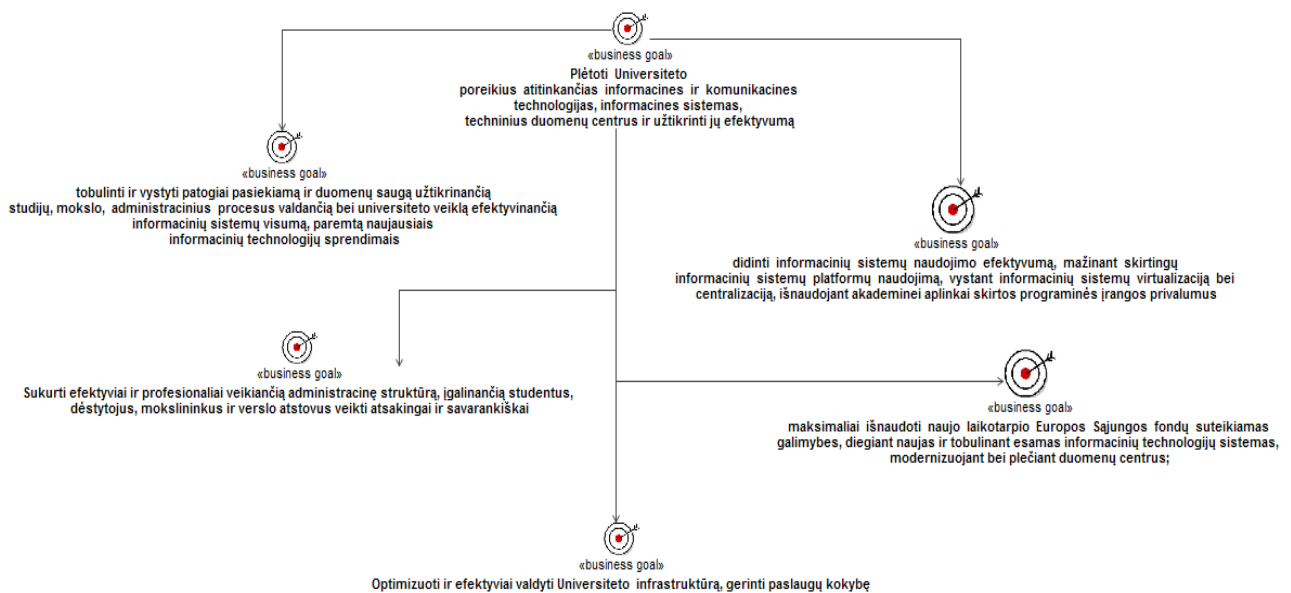 «business goal»
Plėtoti Universiteto
poreikius atitinkančias informacines ir komunikacines
technologijas, informacines sistemas,
techninius duomenų centrus ir užtikrinti jų efektyvumą
«business goal»
tobulinti ir vystyti patogiai pasiekiamą ir duomenų saugą užtikrinančią
studijų, mokslo, administracinius procesus valdančią bei universiteto veiklą efektyvinančią
informacinių sistemų visumą, paremtą naujausiais
informacinių technologijų sprendimais
«business goal»
didinti informacinių sistemų naudojimo efektyvumą, mažinant skirtingų
informacinių sistemų platformų naudojimą, vystant informacinių sistemų virtualizaciją bei
centralizaciją, išnaudojant akademinei aplinkai skirtos programinės įrangos privalumus
«business goal»
Sukurti efektyviai ir profesionaliai veikiančią administracinę struktūrą, įgalinančią studentus,
dėstytojus, mokslininkus ir verslo atstovus veikti atsakingai ir savarankiškai
«business goal»
maksimaliai išnaudoti naujo laikotarpio Europos Sąjungos fondų suteikiamas
galimybes, diegiant naujas ir tobulinant esamas informacinių technologijų sistemas,
modernizuojant bei plečiant duomenų centrus;
«business goal»
Optimizuoti ir efektyviai valdyti Universiteto infrastruktūrą, gerinti paslaugų kokybę